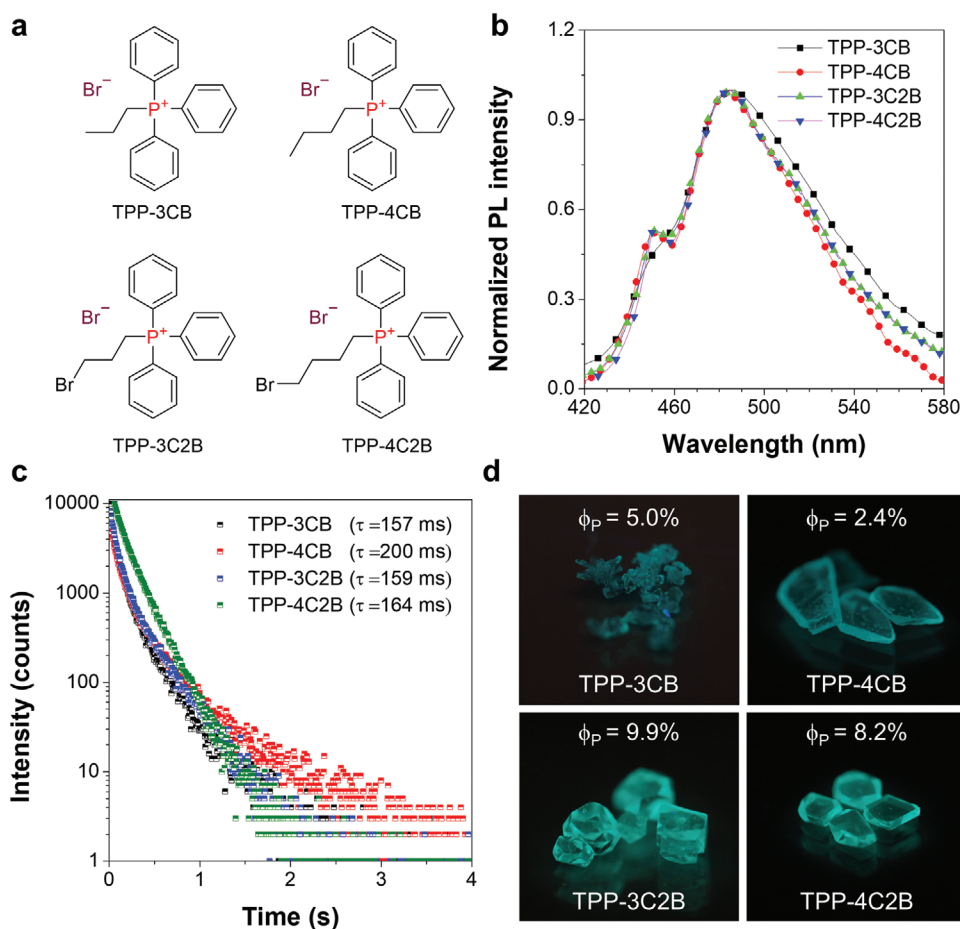 a
Br⁻
P⁺
TPP-3CB
Br⁻
P⁺
TPP-4CB
Br⁻
P⁺
Br
TPP-3C2B
Br⁻
P⁺
Br
TPP-4C2B
b
Normalized PL intensity
1.2
0.9
0.6
0.3
0.0
420 460 500 540 580
Wavelength (nm)
TPP-3CB
TPP-4CB
TPP-3C2B
TPP-4C2B
c
Intensity (counts)
10000
1000
100
10
1
0 1 2 3 4
Time (s)
TPP-3CB (τ =157 ms)
TPP-4CB (τ =200 ms)
TPP-3C2B (τ =159 ms)
TPP-4C2B (τ =164 ms)
d
ϕP = 5.0%
TPP-3CB
ϕP = 2.4%
TPP-4CB
ϕP = 9.9%
TPP-3C2B
ϕP = 8.2%
TPP-4C2B